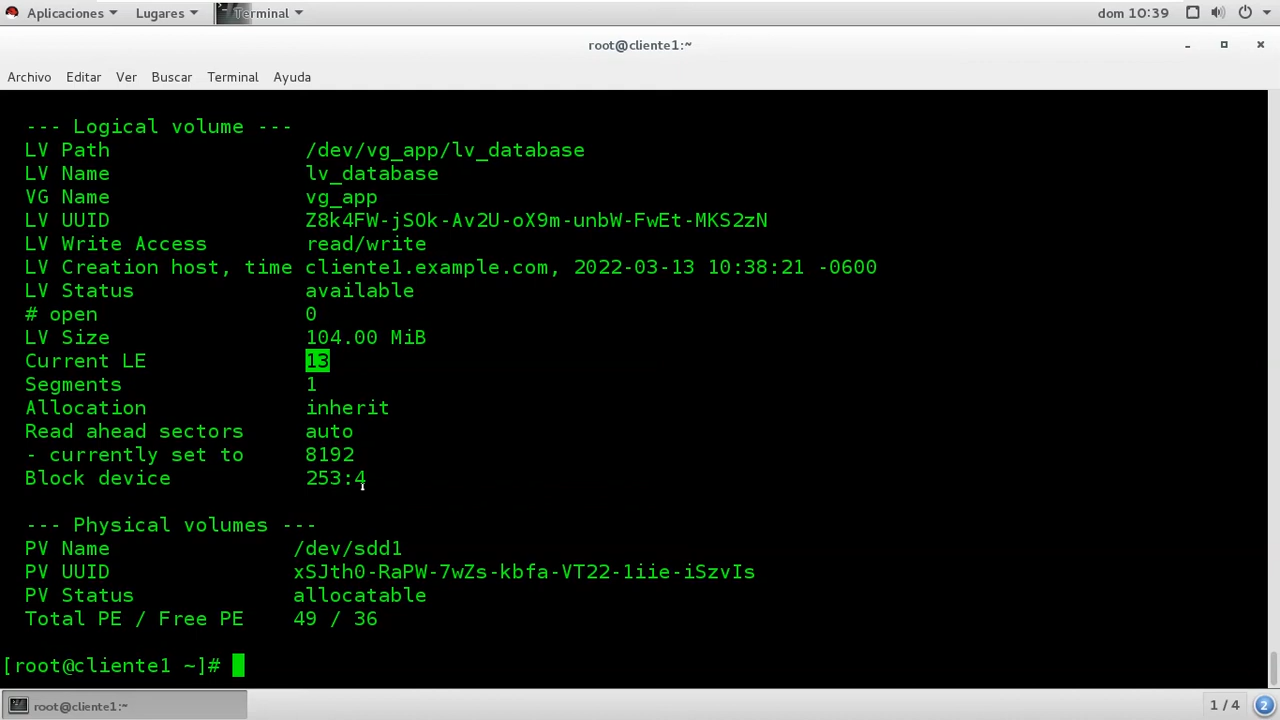 Aplicaciones Lugares Terminal dom 10:39
root@cliente1:~
Archivo Editar Ver Buscar Terminal Ayuda
--- Logical volume ---
LV Path /dev/vg_app/lv_database
LV Name lv_database
VG Name vg_app
LV UUID Z8k4FW-jSOk-Av2U-oX9m-unbW-FwEt-MKS2zN
LV Write Access read/write
LV Creation host, time cliente1.example.com, 2022-03-13 10:38:21 -0600
LV Status available
# open 0
LV Size 104.00 MiB
Current LE 13
Segments 1
Allocation inherit
Read ahead sectors auto
- currently set to 8192
Block device 253:4
--- Physical volumes ---
PV Name /dev/sdd1
PV UUID xSJth0-RaPW-7wZs-kbfa-VT22-1iie-iSzvIs
PV Status allocatable
Total PE / Free PE 49 / 36
[root@cliente1 ~]#
root@cliente1:~ 1 / 4 2